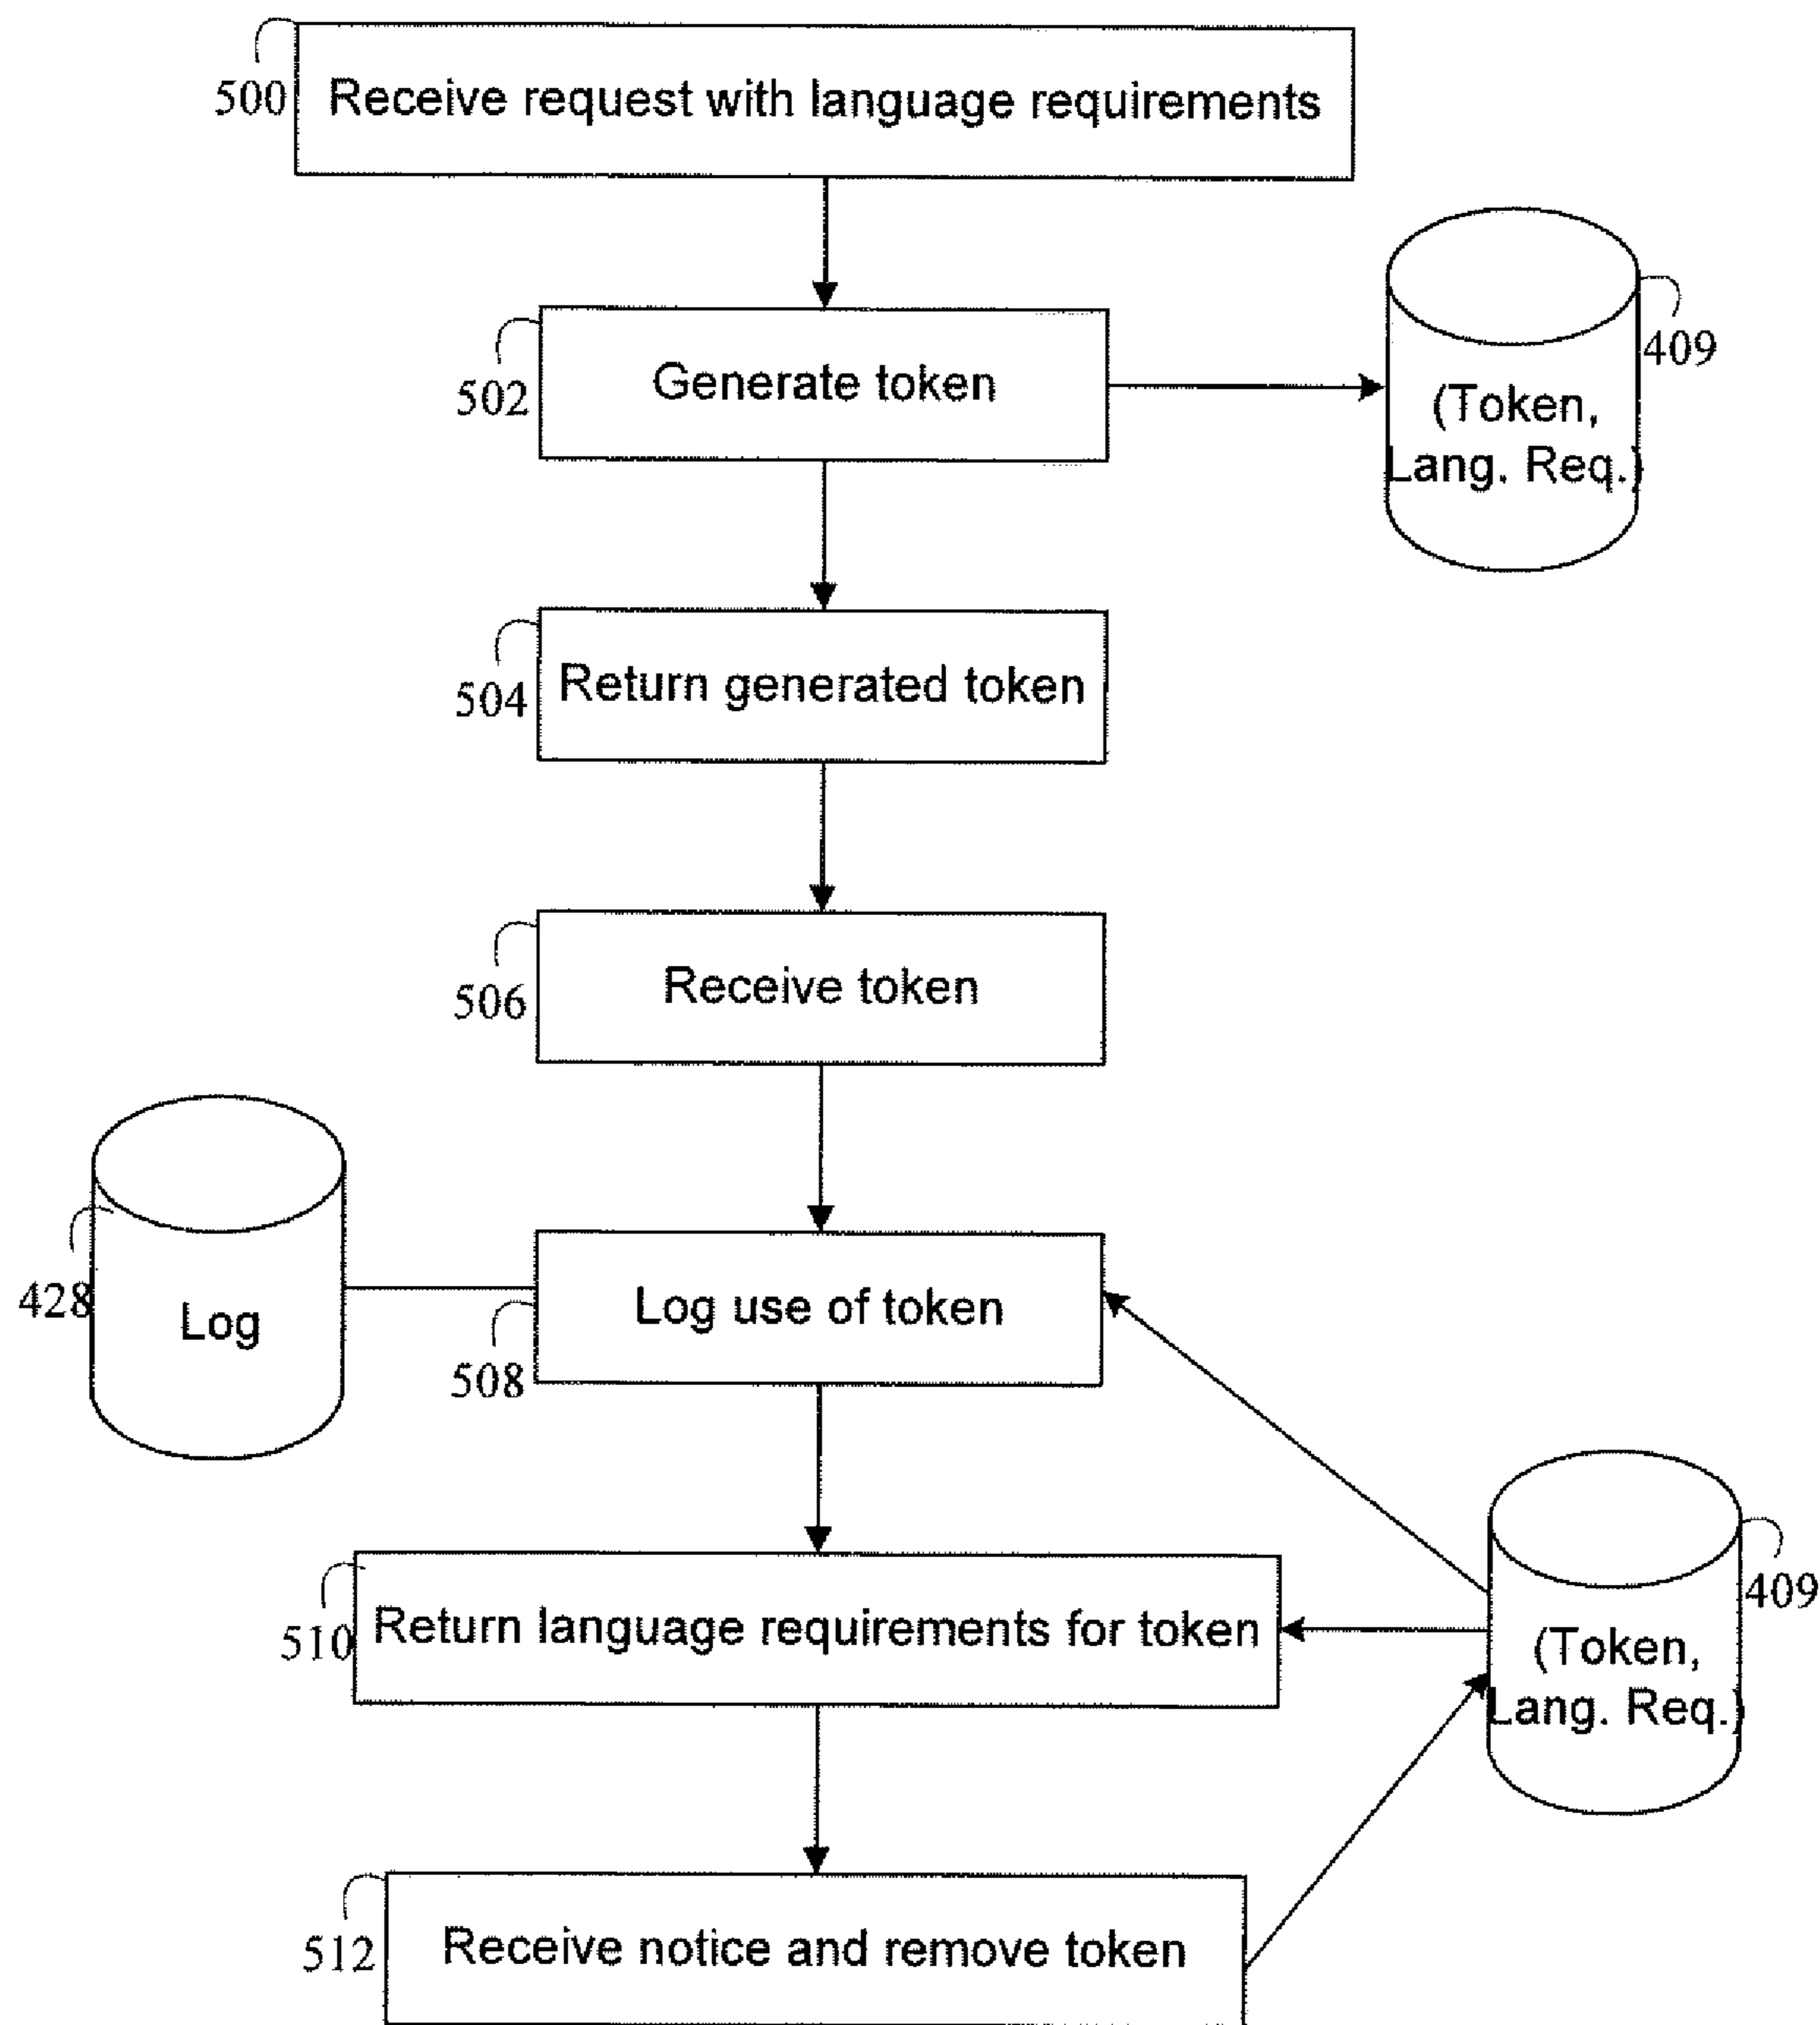 500
Receive request with language requirements
409
502
Generate token
(Token,
Lang. Req.)
504
Return generated token
506
Receive token
428
Log
Log use of token
508
409
510
Return language requirements for token
(Token,
Lang. Req.)
512
Receive notice and remove token